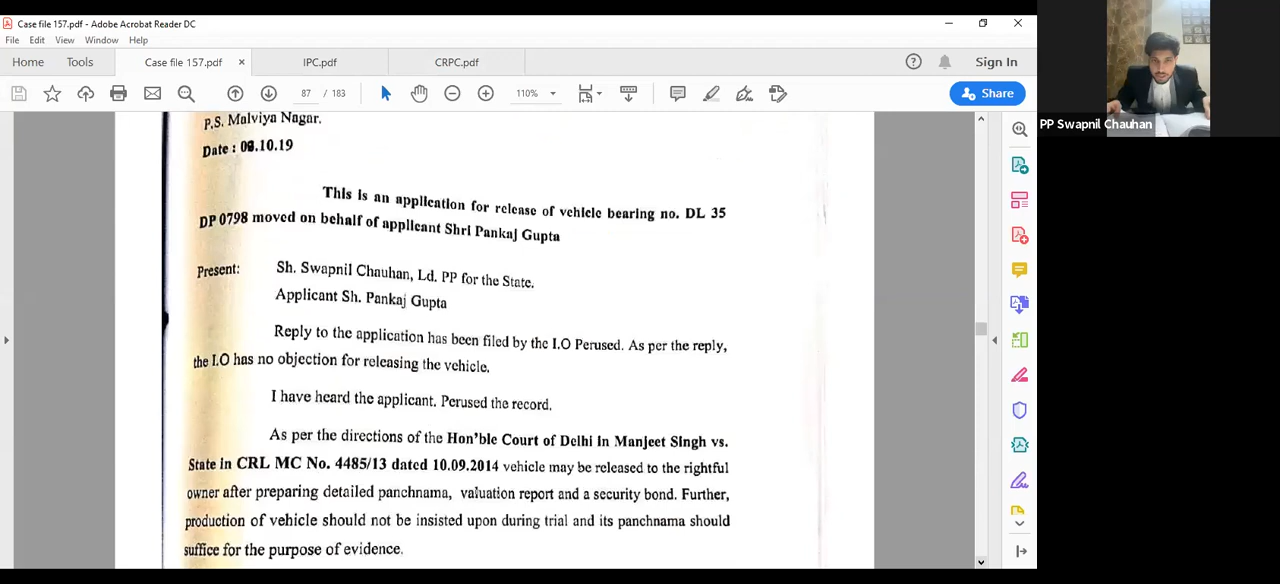 Case file 157.pdf - Adobe Acrobat Reader DC
File Edit View Window Help
Home Tools Case file 157.pdf × IPC.pdf CRPC.pdf Sign In
87 / 183 110% Share
P.S. Malviya Nagar.
Date : 08.10.19
This is an application for release of vehicle bearing no. DL 35
DP 0798 moved on behalf of applicant Shri Pankaj Gupta
Present: Sh. Swapnil Chauhan, Ld. PP for the State.
Applicant Sh. Pankaj Gupta
Reply to the application has been filed by the I.O Perused. As per the reply,
the I.O has no objection for releasing the vehicle.
I have heard the applicant. Perused the record.
As per the directions of the Hon'ble Court of Delhi in Manjeet Singh vs.
State in CRL MC No. 4485/13 dated 10.09.2014 vehicle may be released to the rightful
owner after preparing detailed panchnama, valuation report and a security bond. Further,
production of vehicle should not be insisted upon during trial and its panchnama should
suffice for the purpose of evidence.
PP Swapnil Chauhan